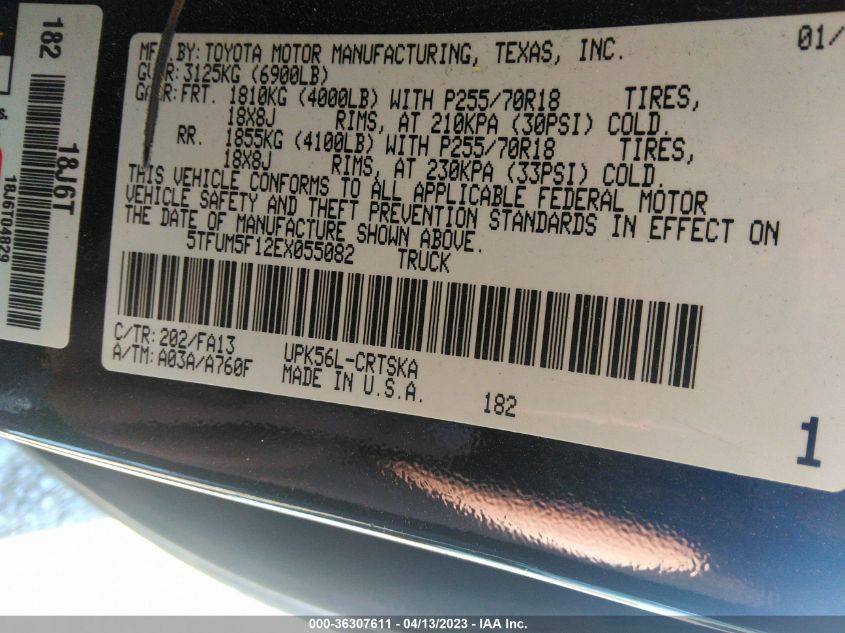 MFG.BY:TOYOTA MOTOR MANUFACTURING, TEXAS, INC. 01/
GVWR:3125KG (6900LB)
GAWR:FRT. 1810KG (4000LB) WITH P255/70R18 TIRES,
18X8J RIMS, AT 210KPA (30PSI) COLD.
RR. 1855KG (4100LB) WITH P255/70R18 TIRES,
18X8J RIMS, AT 230KPA (33PSI) COLD.
THIS VEHICLE CONFORMS TO ALL APPLICABLE FEDERAL MOTOR
VEHICLE SAFETY AND THEFT PREVENTION STANDARDS IN EFFECT ON
THE DATE OF MANUFACTURE SHOWN ABOVE.
5TFUM5F12EX055082 TRUCK
C/TR:202/FA13 UPK56L-CRTSKA
A/TM:A03A/A760F MADE IN U.S.A. 182
1
182
18J6T
18J6T04829
000-36307611 - 04/13/2023 - IAA Inc.